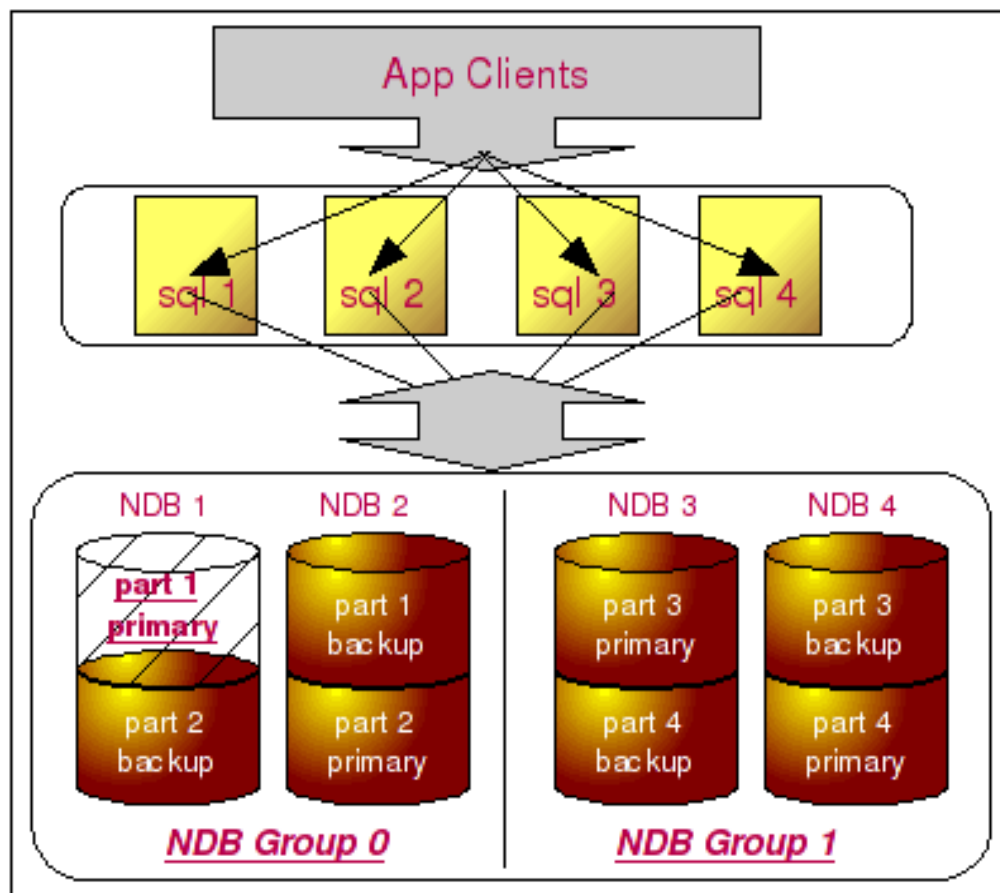 App Clients
sql 1
sql 2
sql 3
sql 4
NDB 1
NDB 2
NDB 3
NDB 4
part 1
primary
part 2
backup
part 1
backup
part 2
primary
part 3
primary
part 4
backup
part 3
backup
part 4
primary
NDB Group 0
NDB Group 1